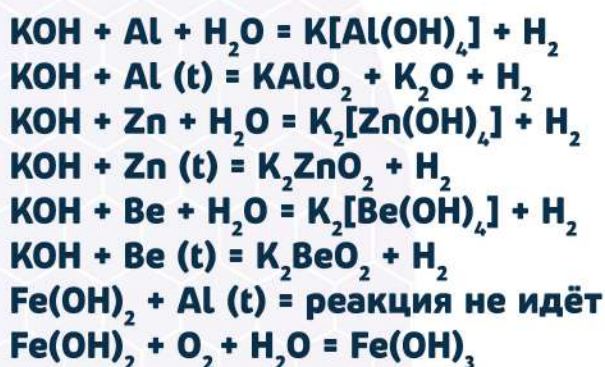 KOH + Al + H₂O = K[Al(OH)₄] + H₂
KOH + Al (t) = KAlO₂ + K₂O + H₂
KOH + Zn + H₂O = K₂[Zn(OH)₄] + H₂
KOH + Zn (t) = K₂ZnO₂ + H₂
KOH + Be + H₂O = K₂[Be(OH)₄] + H₂
KOH + Be (t) = K₂BeO₂ + H₂
Fe(OH)₂ + Al (t) = реакция не идёт
Fe(OH)₂ + O₂ + H₂O = Fe(OH)₃